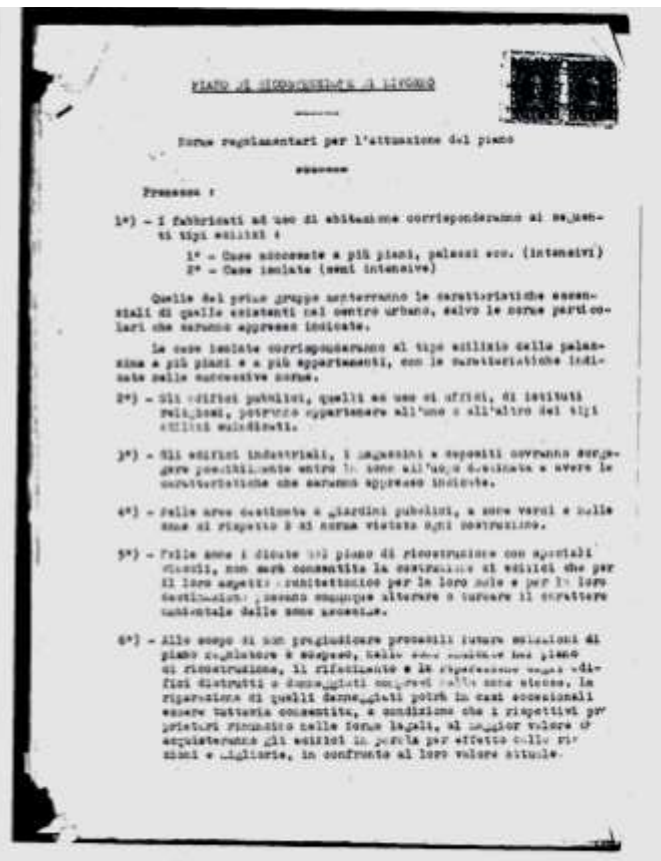 PIANO DI RICOSTRUZIONE DI LIVORNO
Norme regolamentari per l'attuazione del piano
Premessa :
1°) - I fabbricati ad uso di abitazione corrisponderanno ai seguen-
ti tipi edilizi :
1° - Case accostate a più piani, palazzi ecc. (intensivi)
2° - Case isolate (semi intensive)
Quelle del primo gruppo manterranno le caratteristiche essen-
ziali di quelle esistenti nel centro urbano, salvo le norme partico-
lari che saranno appresso indicate.
Le case isolate corrisponderanno al tipo edilizio delle palaz-
zine a più piani e a più appartamenti, con le caratteristiche indi-
cate nelle successive norme.
2°) - Gli edifici pubblici, quelli ad uso di uffici, di istituti
religiosi, potranno appartenere all'uno o all'altro dei tipi
edilizi suindicati.
3°) - Gli edifici industriali, i magazzini e depositi dovranno
possibilmente entro le zone all'uopo destinate e avere le
caratteristiche che saranno appresso indicate.
4°) - Nelle aree destinate a giardini pubblici, a zone verdi e nelle
zone di rispetto è di norma vietata ogni costruzione.
5°) - Nelle zone indicate nel piano di ricostruzione con speciali
vincoli, non sarà consentita la costruzione di edifici che per
il loro aspetto architettonico per la loro mole e per la loro
destinazione possano comunque alterare o turbare il carattere
ambientale delle zone
6°) - Allo scopo di non pregiudicare probabili future soluzioni di
piano regolatore è sospeso, nelle zone nel piano
di ricostruzione, il rifacimento e la riparazione degli edi-
fici distrutti o danneggiati compresi nelle zone stesse. La
riparazione di quelli danneggiati potrà in casi eccezionali
essere tuttavia consentita, a condizione che i rispettivi pro
prietari rinuncino nelle forme legali, al maggior valore
acquisteranno gli edifici in parola per effetto delle
zioni e migliorie, in confronto al loro valore attuale.